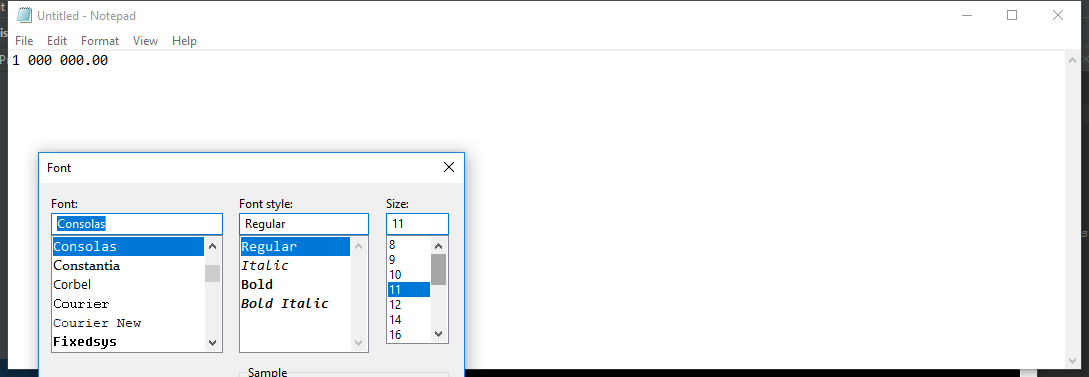 Untitled - Notepad
File Edit Format View Help
1 000 000.00
Font
Font: Font style: Size:
Consolas Regular 11
Consolas Regular 8
Constantia Italic 9
Corbel Bold 10
Courier Bold Italic 11
Courier New 12
Fixedsys 14
16
Sample